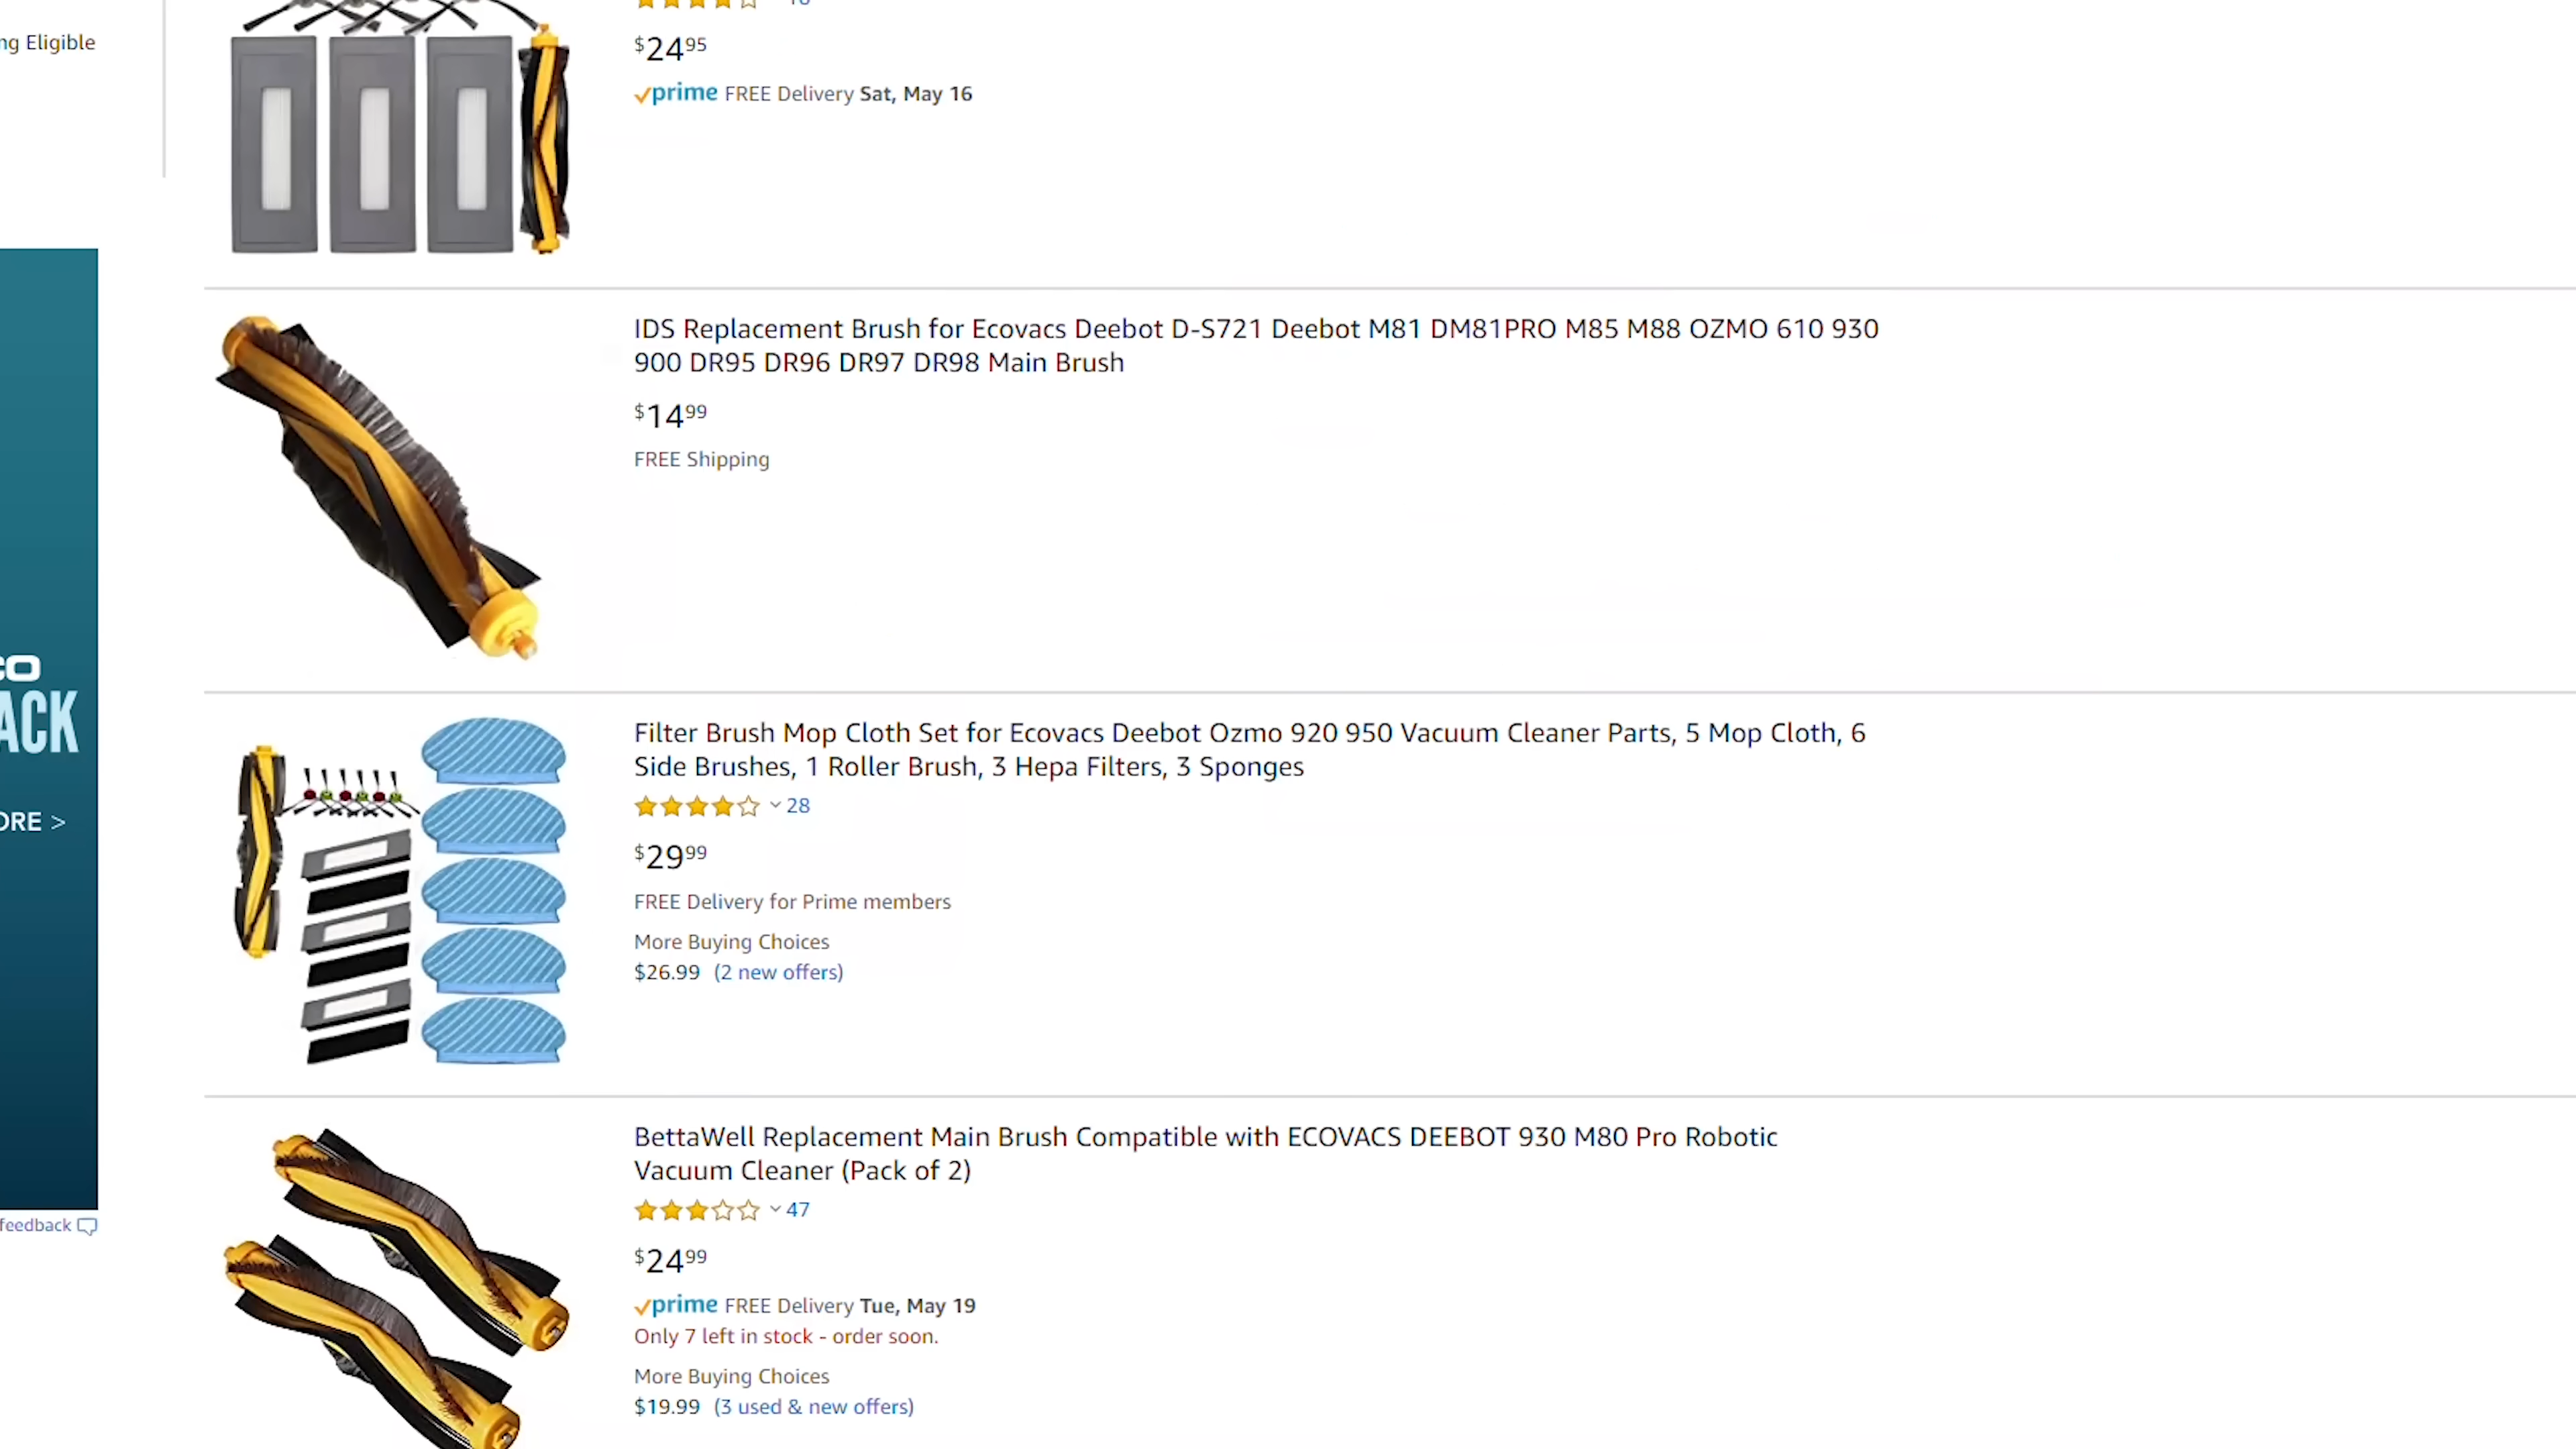 ng Eligible
$24 95
prime FREE Delivery Sat, May 16
IDS Replacement Brush for Ecovacs Deebot D-S721 Deebot M81 DM81PRO M85 M88 OZMO 610 930
900 DR95 DR96 DR97 DR98 Main Brush
$14 99
FREE Shipping
CO
ACK
ORE >
feedback
Filter Brush Mop Cloth Set for Ecovacs Deebot Ozmo 920 950 Vacuum Cleaner Parts, 5 Mop Cloth, 6
Side Brushes, 1 Roller Brush, 3 Hepa Filters, 3 Sponges
28
$29 99
FREE Delivery for Prime members
More Buying Choices
$26.99 (2 new offers)
BettaWell Replacement Main Brush Compatible with ECOVACS DEEBOT 930 M80 Pro Robotic
Vacuum Cleaner (Pack of 2)
47
$24 99
prime FREE Delivery Tue, May 19
Only 7 left in stock - order soon.
More Buying Choices
$19.99 (3 used & new offers)